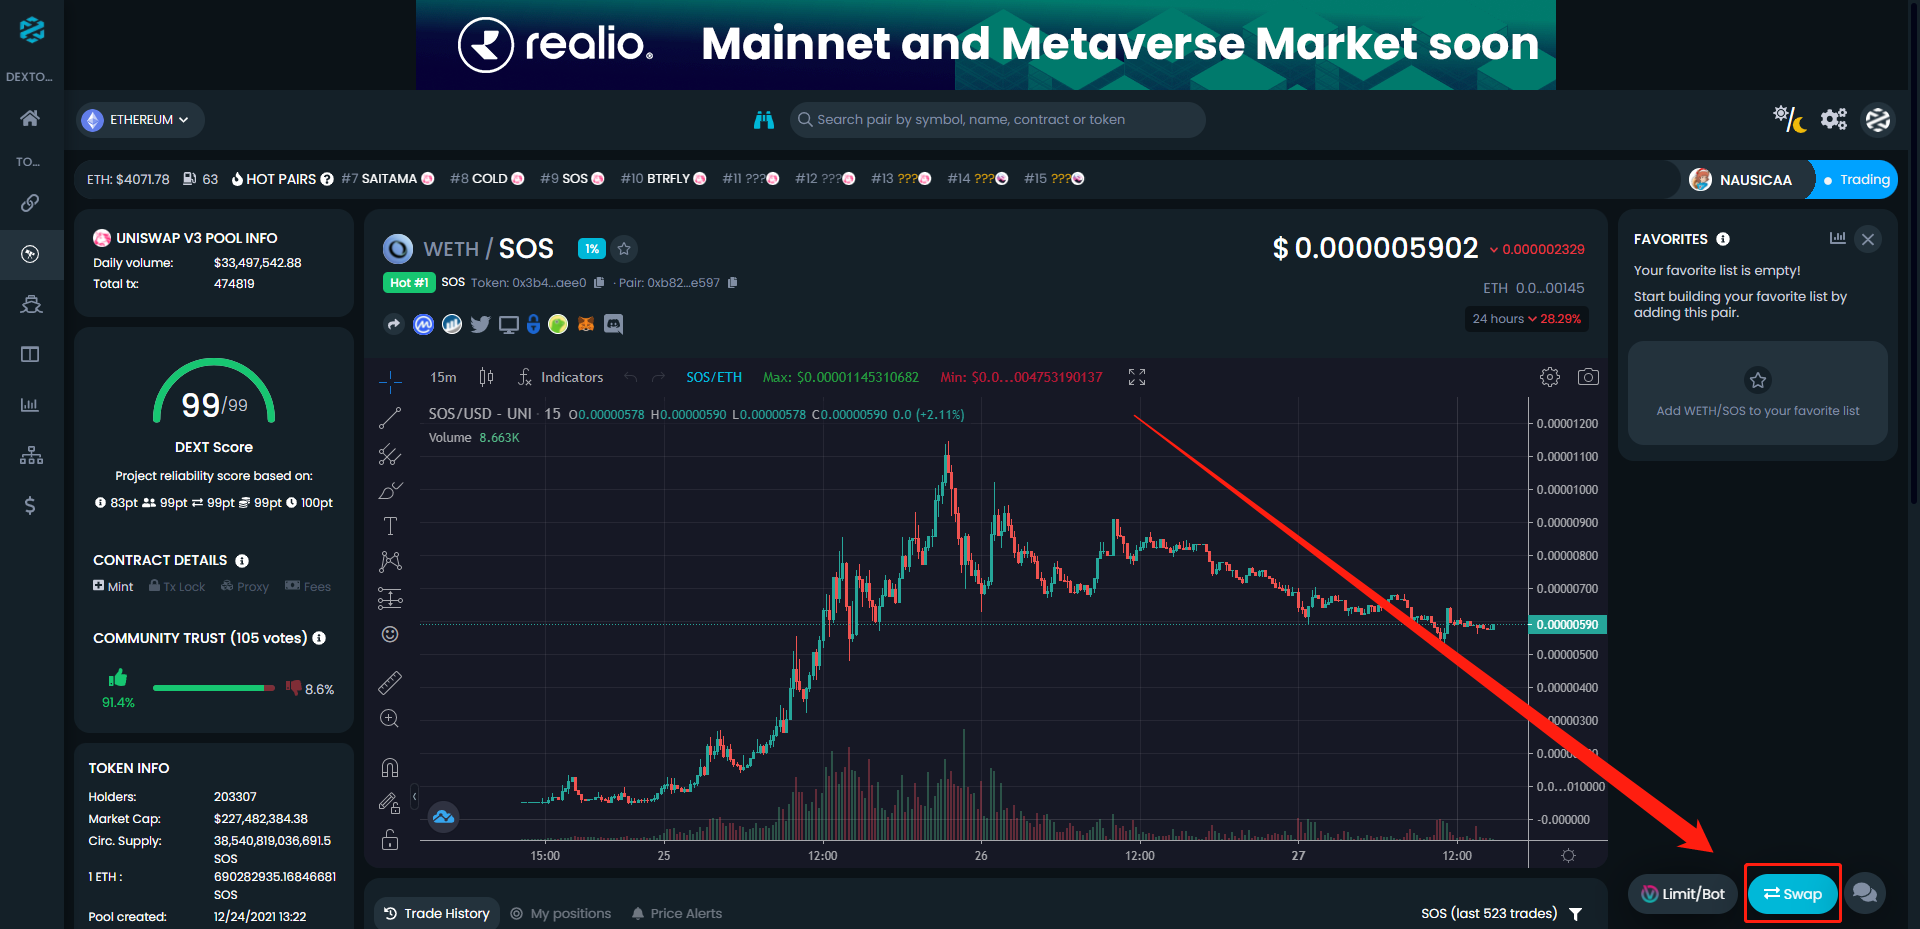 realio.
Mainnet and Metaverse Market soon
DEXTO...
ETHEREUM
Search pair by symbol, name, contract or token
TO...
ETH: $4071.78 63 HOT PAIRS #7 SAITAMA #8 COLD #9 SOS #10 BTRFLY #11 ??? #12 ??? #13 ??? #14 ??? #15 ???
NAUSICAA
Trading
UNISWAP V3 POOL INFO
Daily volume: $33,497,542.88
Total tx: 474819
99/99
DEXT Score
Project reliability score based on:
83pt 99pt 99pt 99pt 100pt
CONTRACT DETAILS
Mint Tx Lock Proxy Fees
COMMUNITY TRUST (105 votes)
91.4%
8.6%
TOKEN INFO
Holders: 203307
Market Cap: $227,482,384.38
Circ. Supply: 38,540,819,036,691.5
SOS
1 ETH : 690282935.16846681
SOS
Pool created: 12/24/2021 13:22
WETH / SOS 1%
Hot #1 SOS Token: 0x3b4...aee0 · Pair: 0xb82...e597
$ 0.000005902 0.000002329
ETH 0.0...00145
24 hours 28.29%
15m Indicators SOS/ETH Max: $0.00001145310682 Min: $0.0...004753190137
SOS/USD - UNI · 15 O0.00000578 H0.00000590 L0.00000578 C0.00000590 0.0 (+2.11%)
Volume 8.663K
0.00001200
0.00001100
0.00001000
0.00000900
0.00000800
0.00000700
0.00000590
0.00000500
0.00000400
0.00000300
0.0...010000
-0.000000
15:00 25 12:00 26 12:00 27 12:00
Trade History My positions Price Alerts
SOS (last 523 trades)
FAVORITES
Your favorite list is empty!
Start building your favorite list by
adding this pair.
Add WETH/SOS to your favorite list
Limit/Bot
Swap